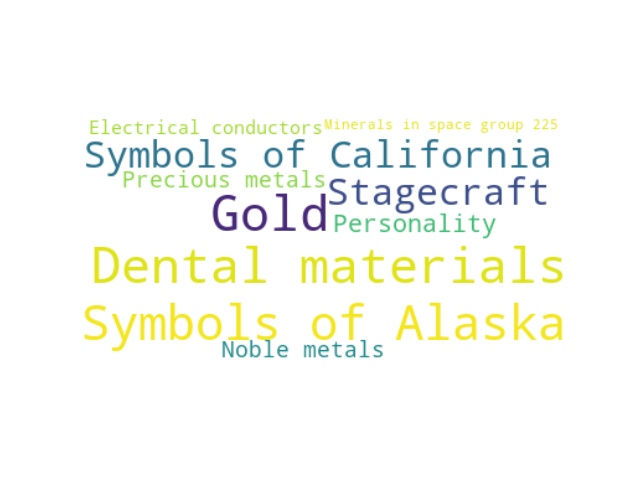 Electrical conductors
Minerals in space group 225
Symbols of California
Precious metals
Stagecraft
Gold
Personality
Dental materials
Symbols of Alaska
Noble metals